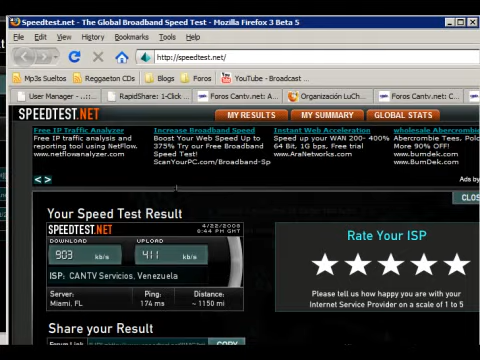 Speedtest.net - The Global Broadband Speed Test - Mozilla Firefox 3 Beta 5
File Edit View History Bookmarks Tools Help
http://speedtest.net/
Mp3s Sueltos Reggaeton CDs Blogs Foros YouTube - Broadcast ...
User Manager - ..:::... RapidShare: 1-Click ... Foros Cantv.net: A... Organización LuCh... Foros Cantv.net: C...
SPEEDTEST.NET MY RESULTS MY SUMMARY GLOBAL STATS
Free IP Traffic Analyzer
Free IP traffic analysis and
reporting tool using NetFlow.
www.netflowanalyzer.com
Increase Broadband Speed
Boost Your Web Speed Up to
375% Try our Free Broadband
Speed Test!
ScanYourPC.com/Broadband-Sp
Instant Web Acceleration
Speed up your WAN 200-400%
64 Bit, 1G bps, Free trial
www.AraNetworks.com
wholesale Abercrombie
Abercrombie Tees, Polo
More 90% OFF!
www.BumDek.com
www.BumDek.com
< > Ads by
CLOS
Your Speed Test Result
SPEEDTEST.NET 4/22/2008
8:44 PM GMT
DOWNLOAD UPLOAD
903 kb/s 411 kb/s
ISP: CANTV Servicios, Venezuela
Server: Ping: Distance:
Miami, FL 174 ms ~ 1150 mi
Rate Your ISP
Please tell us how happy you are with your
Internet Service Provider on a scale of 1 to 5
Share your Result
Forum Link COPY